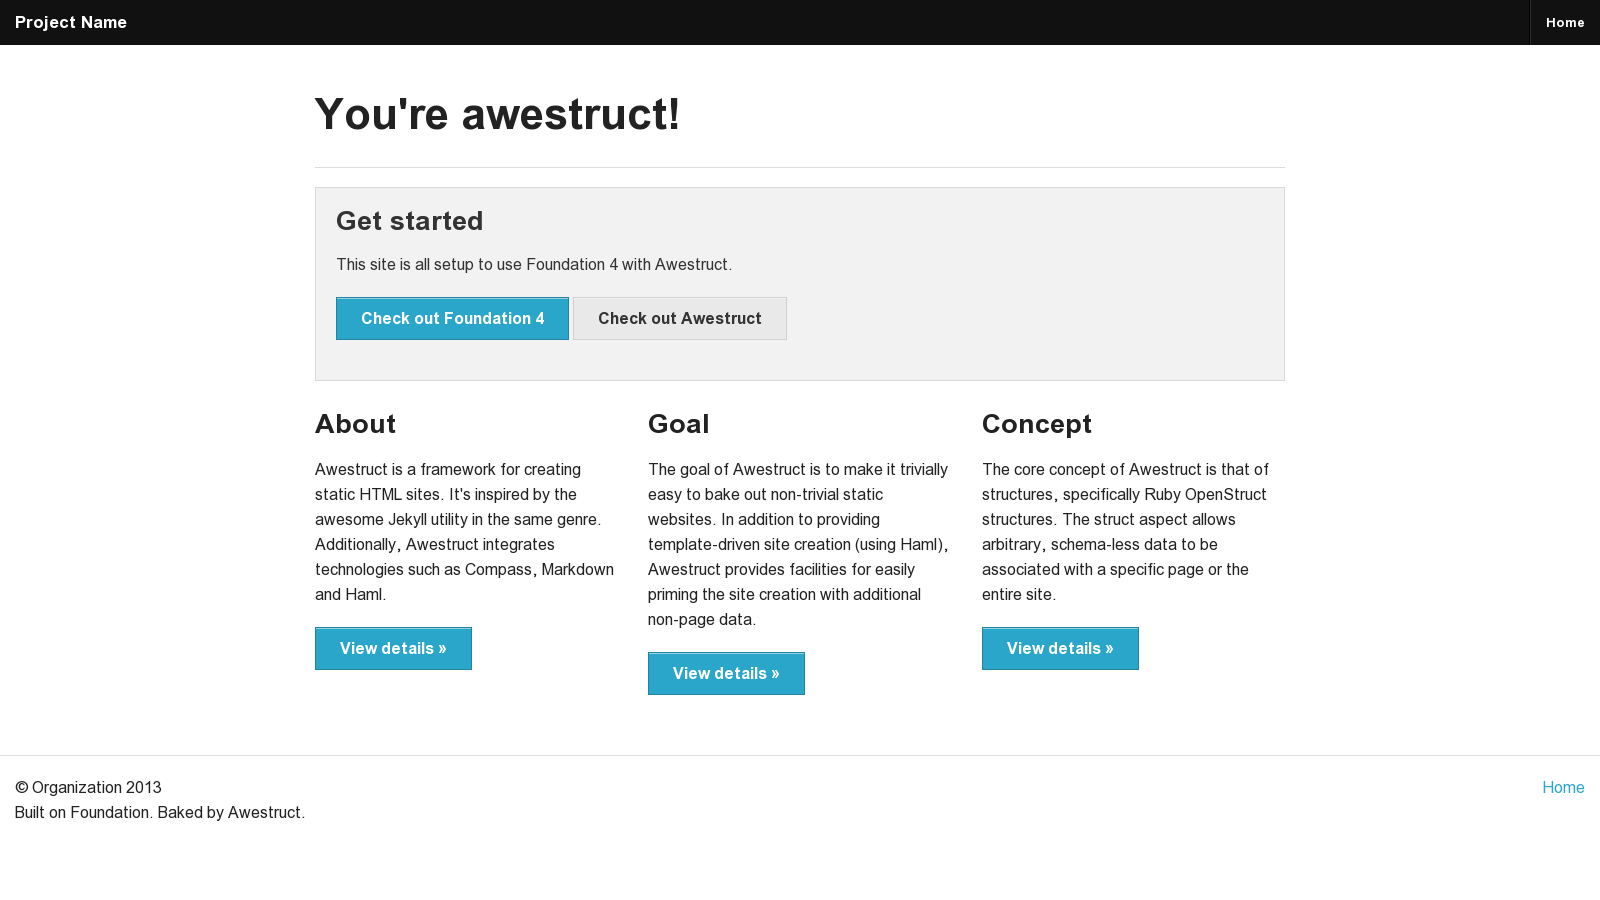 Project Name
Home
You're awestruct!
Get started
This site is all setup to use Foundation 4 with Awestruct.
Check out Foundation 4
Check out Awestruct
About
Awestruct is a framework for creating
static HTML sites. It's inspired by the
awesome Jekyll utility in the same genre.
Additionally, Awestruct integrates
technologies such as Compass, Markdown
and Haml.
View details »
Goal
The goal of Awestruct is to make it trivially
easy to bake out non-trivial static
websites. In addition to providing
template-driven site creation (using Haml),
Awestruct provides facilities for easily
priming the site creation with additional
non-page data.
View details »
Concept
The core concept of Awestruct is that of
structures, specifically Ruby OpenStruct
structures. The struct aspect allows
arbitrary, schema-less data to be
associated with a specific page or the
entire site.
View details »
© Organization 2013
Built on Foundation. Baked by Awestruct.
Home